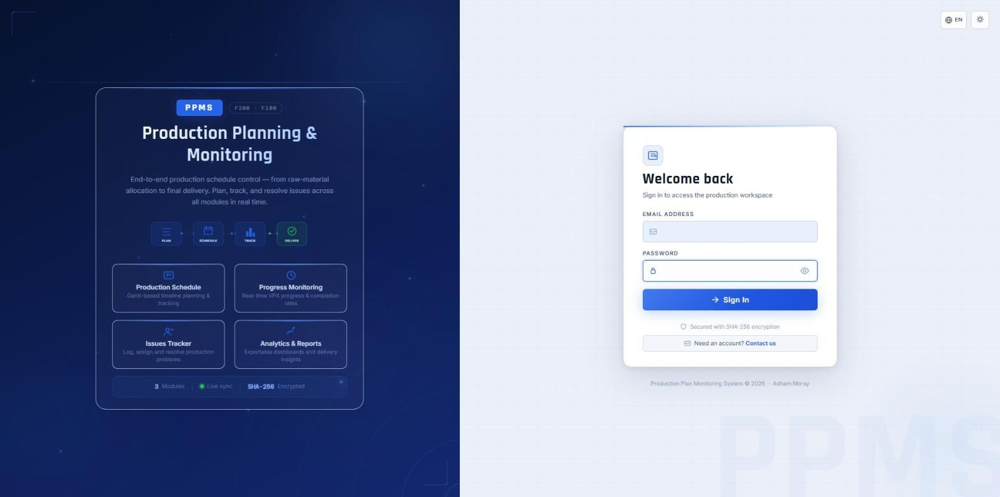 PPMS
F200 · F100
Production Planning &
Monitoring
End-to-end production schedule control — from raw-material
allocation to final delivery. Plan, track, and resolve issues across
all modules in real time.
PLAN
SCHEDULE
TRACK
DELIVER
Production Schedule
Gantt-based timeline planning &
tracking
Progress Monitoring
Real-time VPX progress & completion
rates
Issues Tracker
Log, assign and resolve production
problems
Analytics & Reports
Exportable dashboards and delivery
insights
3 Modules
Live sync
SHA-256 Encrypted
EN
Welcome back
Sign in to access the production workspace
EMAIL ADDRESS
PASSWORD
Sign In
Secured with SHA-256 encryption
Need an account? Contact us
Production Plan Monitoring System © 2026 · Adham Morsy
PPMS